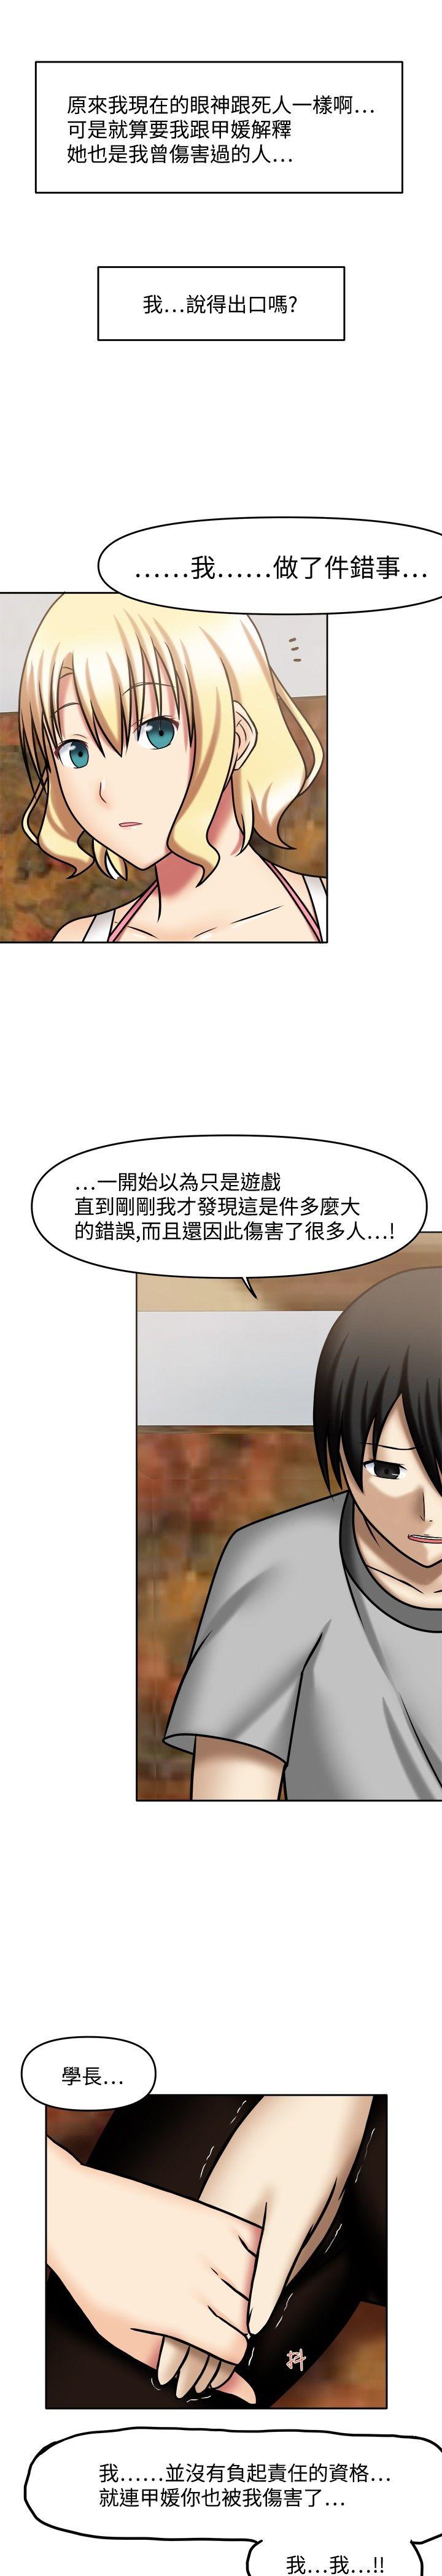 原來我現在的眼神跟死人一樣啊...
可是就算要我跟甲媛解釋
她也是我曾傷害過的人...
我...說得出口嗎?
......我......做了件錯事...
...一開始以為只是遊戲
直到剛剛我才發現這是件多麼大
的錯誤,而且還因此傷害了很多人...!
學長...
抖
我......並沒有負起責任的資格...
就連甲媛你也被我傷害了...
我...我...!!